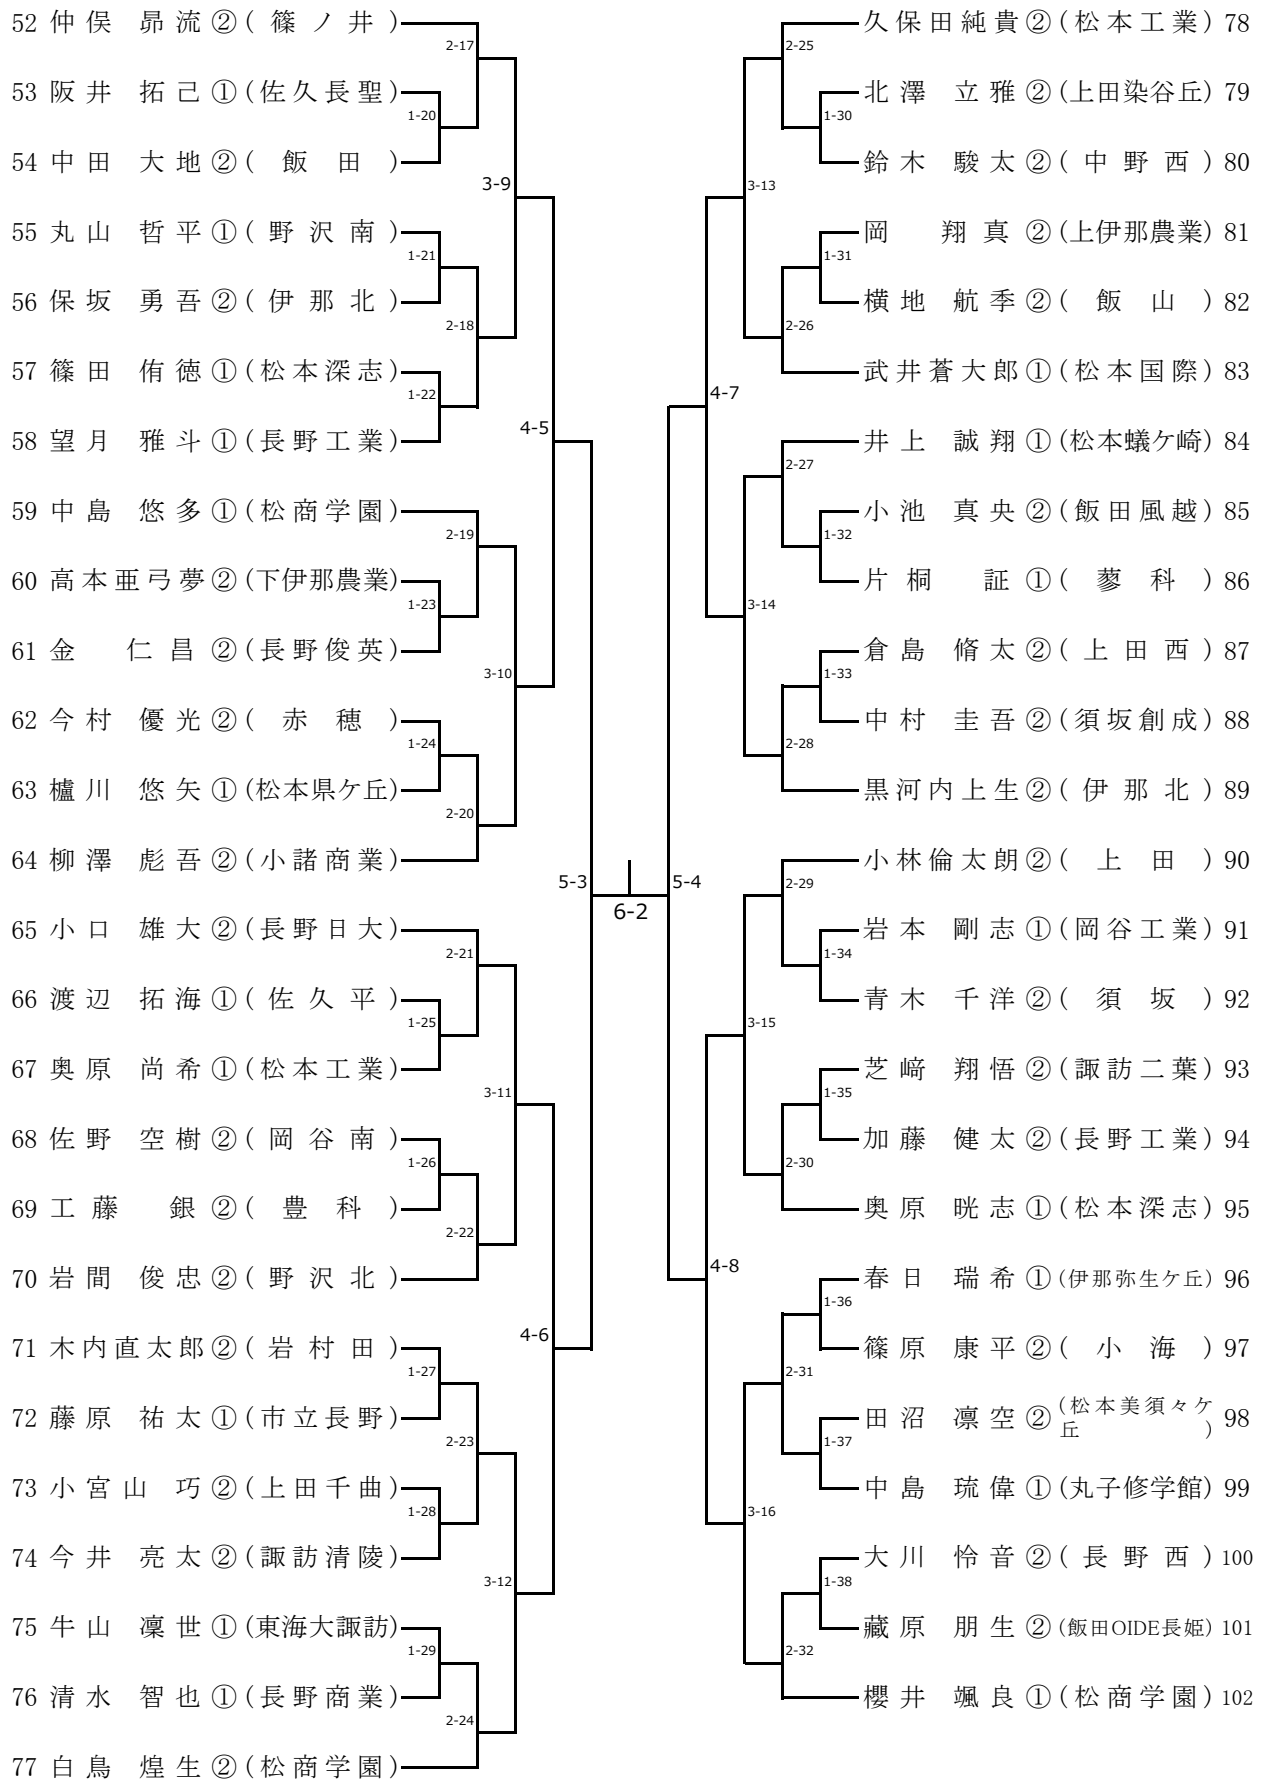 52 仲俣 昴流②(篠ノ井)
2-17
53 阪井 拓己①(佐久長聖)
1-20
54 中田 大地②(飯田)
3-9
55 丸山 哲平①(野沢南)
1-21
56 保坂 勇吾②(伊那北)
2-18
57 篠田 侑徳①(松本深志)
1-22
58 望月 雅斗①(長野工業)
4-5
59 中島 悠多①(松商学園)
2-19
60 高本亜弓夢②(下伊那農業)
1-23
61 金 仁昌②(長野俊英)
3-10
62 今村 優光②(赤穂)
1-24
63 櫨川 悠矢①(松本県ケ丘)
2-20
64 柳澤 彪吾②(小諸商業)
5-3
6-2
65 小口 雄大②(長野日大)
2-21
66 渡辺 拓海①(佐久平)
1-25
67 奥原 尚希①(松本工業)
3-11
68 佐野 空樹②(岡谷南)
1-26
69 工藤 銀②(豊科)
2-22
70 岩間 俊忠②(野沢北)
4-6
71 木内直太郎②(岩村田)
1-27
72 藤原 祐太①(市立長野)
2-23
73 小宮山 巧②(上田千曲)
1-28
74 今井 亮太②(諏訪清陵)
3-12
75 牛山 凜世①(東海大諏訪)
1-29
76 清水 智也①(長野商業)
2-24
77 白鳥 煌生②(松商学園)
久保田純貴②(松本工業) 78
2-25
北澤 立雅②(上田染谷丘) 79
1-30
鈴木 駿太②(中野西) 80
3-13
岡 翔真②(上伊那農業) 81
1-31
横地 航季②(飯山) 82
2-26
武井蒼大郎①(松本国際) 83
4-7
井上 誠翔①(松本蟻ケ崎) 84
2-27
小池 真央②(飯田風越) 85
1-32
片桐 証①(蓼科) 86
3-14
倉島 脩太②(上田西) 87
1-33
中村 圭吾②(須坂創成) 88
2-28
黒河内上生②(伊那北) 89
5-4
小林倫太朗②(上田) 90
2-29
岩本 剛志①(岡谷工業) 91
1-34
青木 千洋②(須坂) 92
3-15
芝﨑 翔悟②(諏訪二葉) 93
1-35
加藤 健太②(長野工業) 94
2-30
奥原 晄志①(松本深志) 95
4-8
春日 瑞希①(伊那弥生ケ丘) 96
1-36
篠原 康平②(小海) 97
2-31
田沼 凛空②(松本美須々ケ丘) 98
1-37
中島 琉偉①(丸子修学館) 99
3-16
大川 怜音②(長野西) 100
1-38
藏原 朋生②(飯田OIDE長姫) 101
2-32
櫻井 颯良①(松商学園) 102